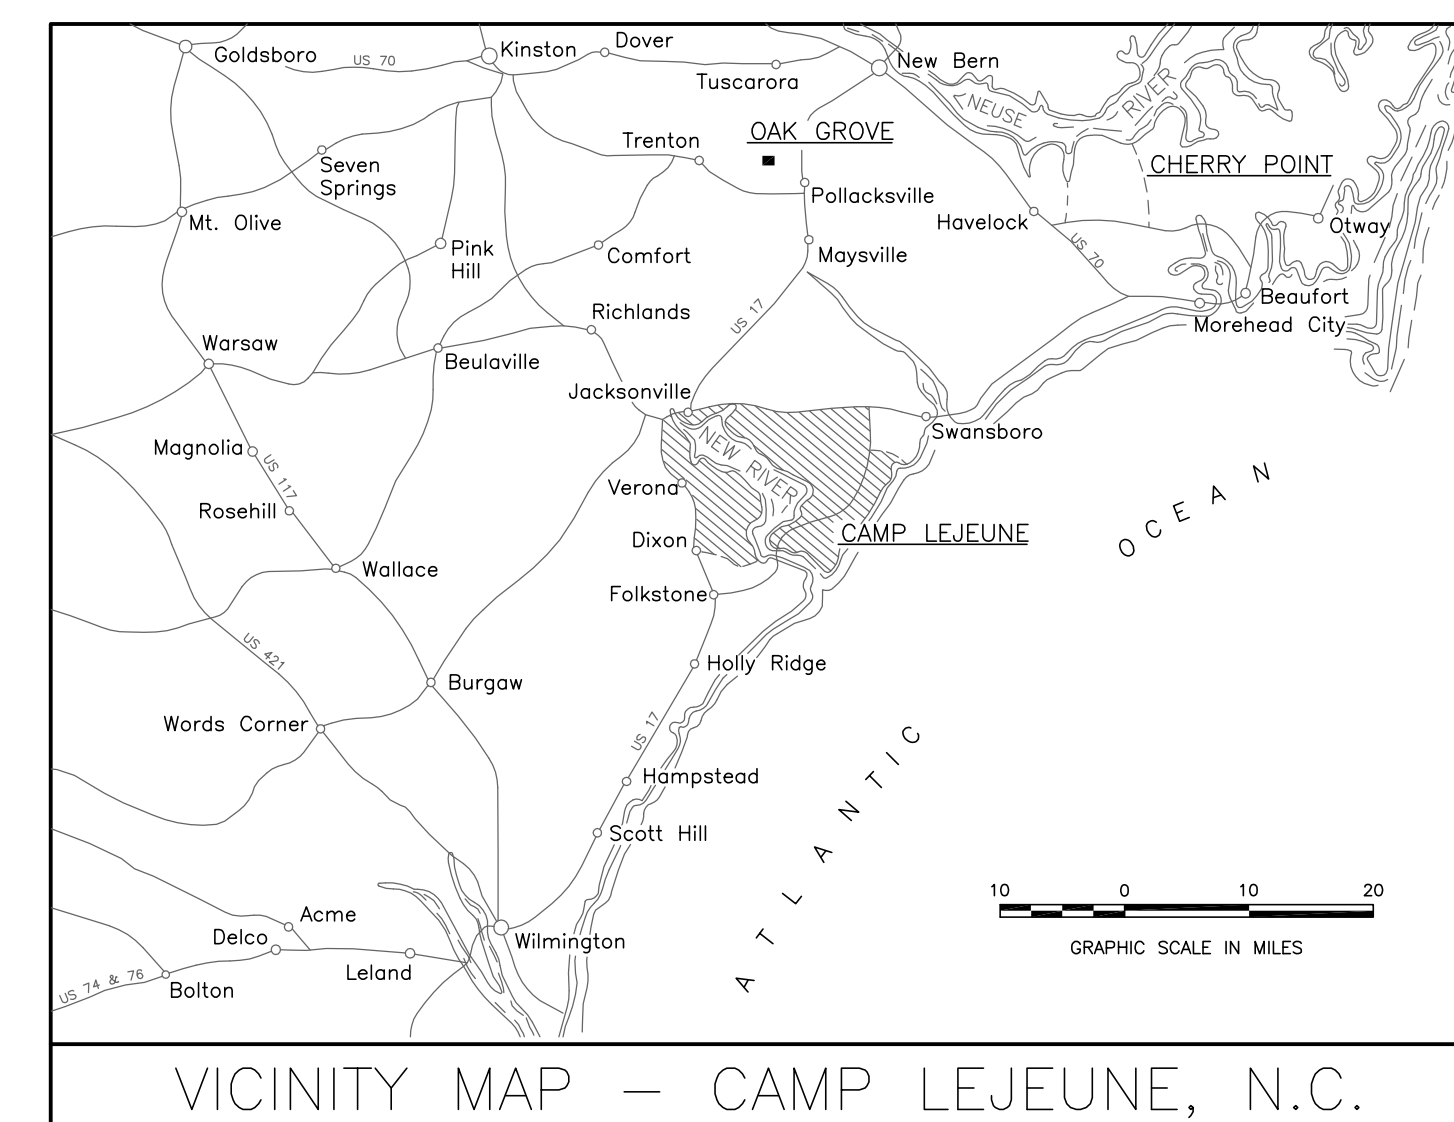 Goldsboro
US 70
Kinston
Dover
Tuscarora
New Bern
NEUSE
RIVER
OAK GROVE
Trenton
CHERRY POINT
Seven
Springs
Pollacksville
Mt. Olive
Havelock
Otway
Pink
Hill
Comfort
Maysville
US 70
Beaufort
Richlands
US 17
Morehead City
Warsaw
Beulaville
Jacksonville
Swansboro
Magnolia
US 117
NEW RIVER
Verona
Rosehill
OCEAN
CAMP LEJEUNE
Dixon
Wallace
Folkstone
US 421
Holly Ridge
Burgaw
Words Corner
US 17
ATLANTIC
Hampstead
Scott Hill
10 0 10 20
GRAPHIC SCALE IN MILES
Acme
Delco
Wilmington
Leland
US 74 & 76
Bolton
VICINITY MAP – CAMP LEJEUNE, N.C.